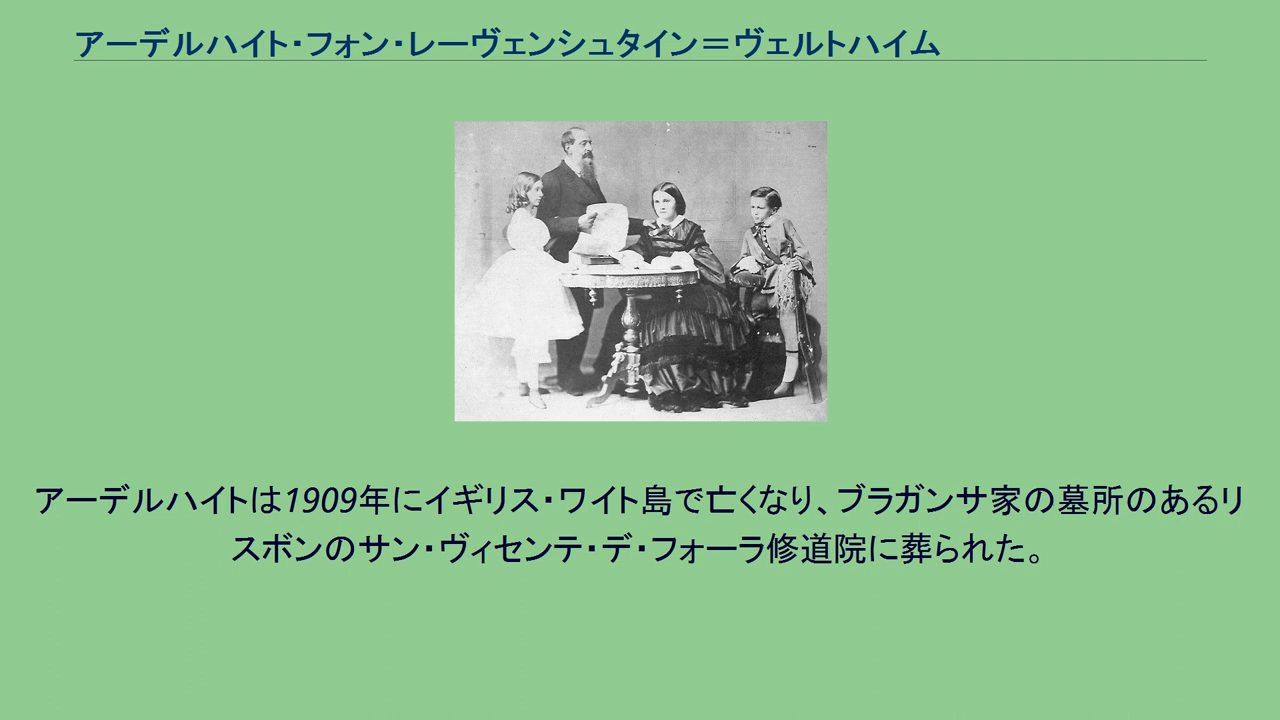 アーデルハイト・フォン・レーヴェンシュタイン＝ヴェルトハイム
アーデルハイトは1909年にイギリス・ワイト島で亡くなり、ブラガンサ家の墓所のあるリ
スボンのサン・ヴィセンテ・デ・フォーラ修道院に葬られた。